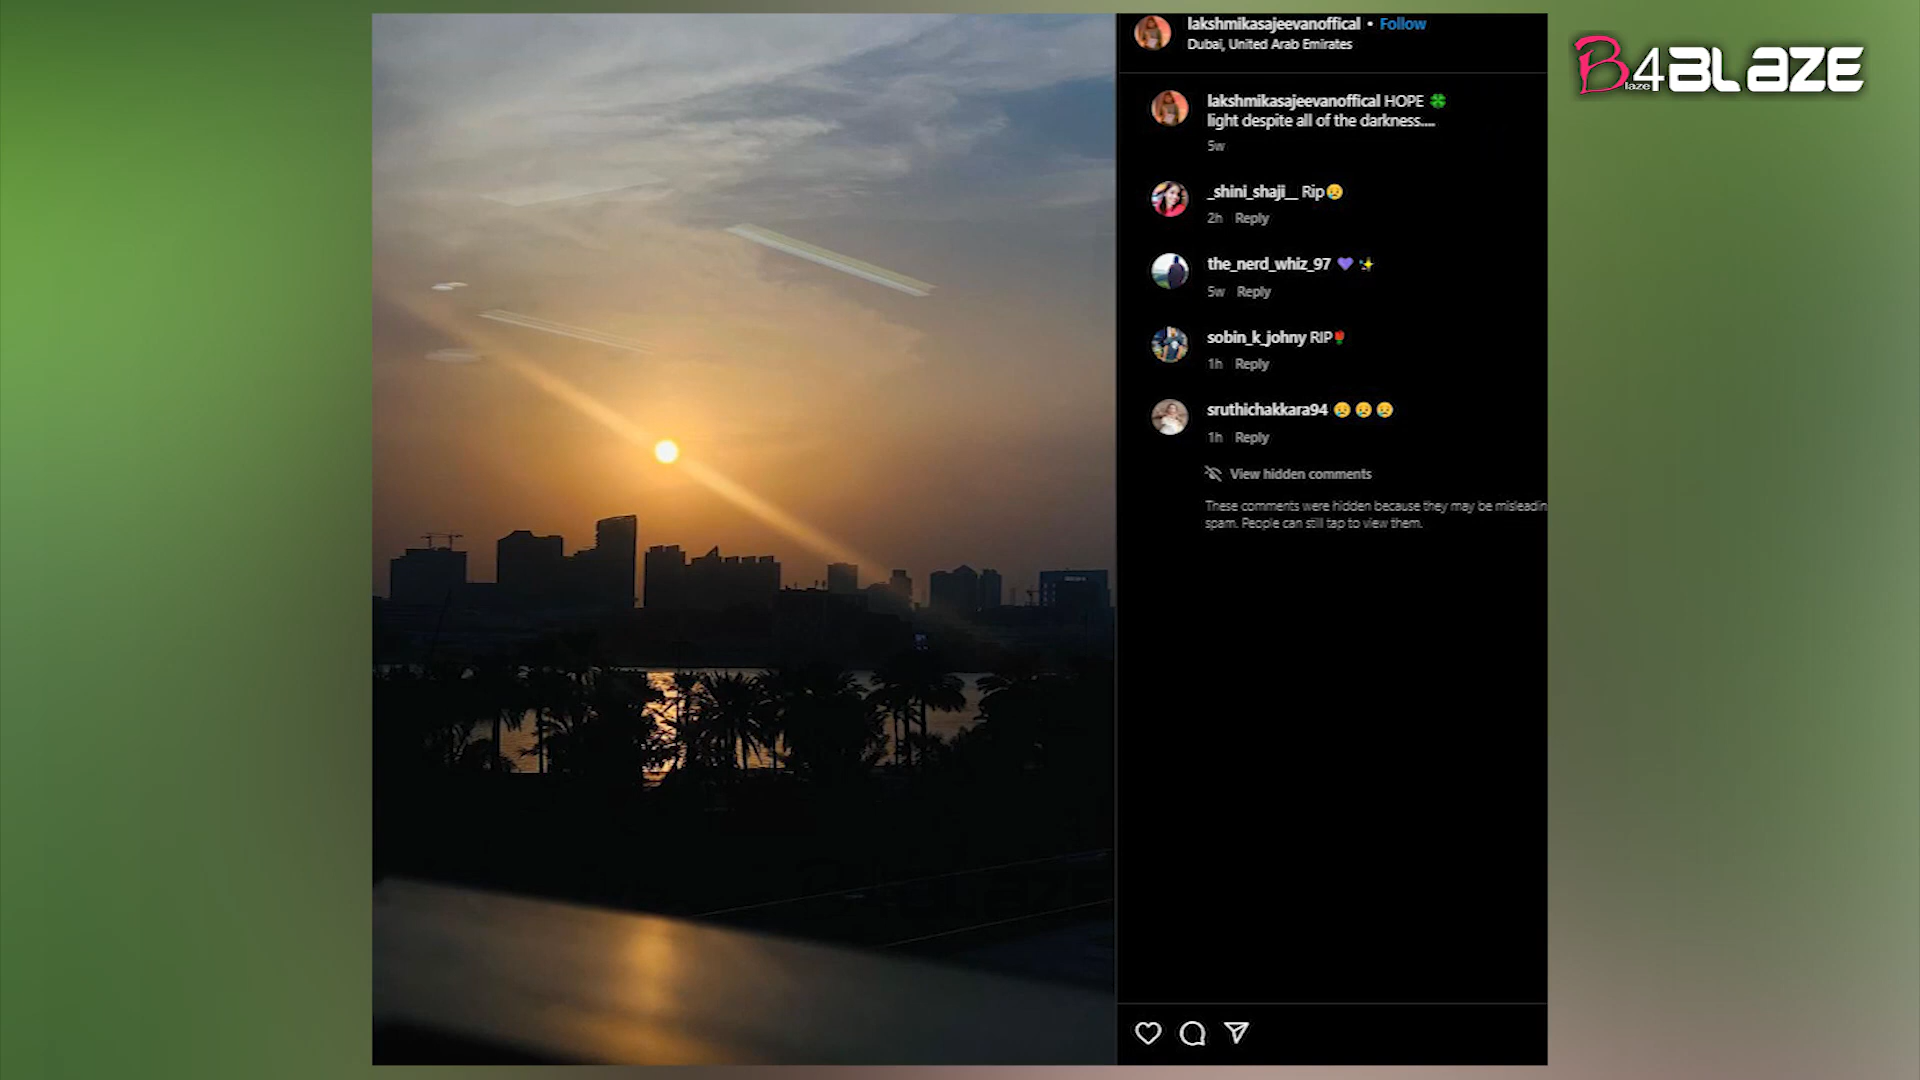 lakshmikasajeevanoffical • Follow
Dubai, United Arab Emirates
B4BLAZE
laze
lakshmikasajeevanoffical HOPE 🍀
light despite all of the darkness....
5w
_shini_shaji__ Rip😥
2h Reply
the_nerd_whiz_97 💜 ✨
5w Reply
sobin_k_johny RIP🌹
1h Reply
sruthichakkara94 😢 😢 😢
1h Reply
View hidden comments
These comments were hidden because they may be misleadin
spam. People can still tap to view them.